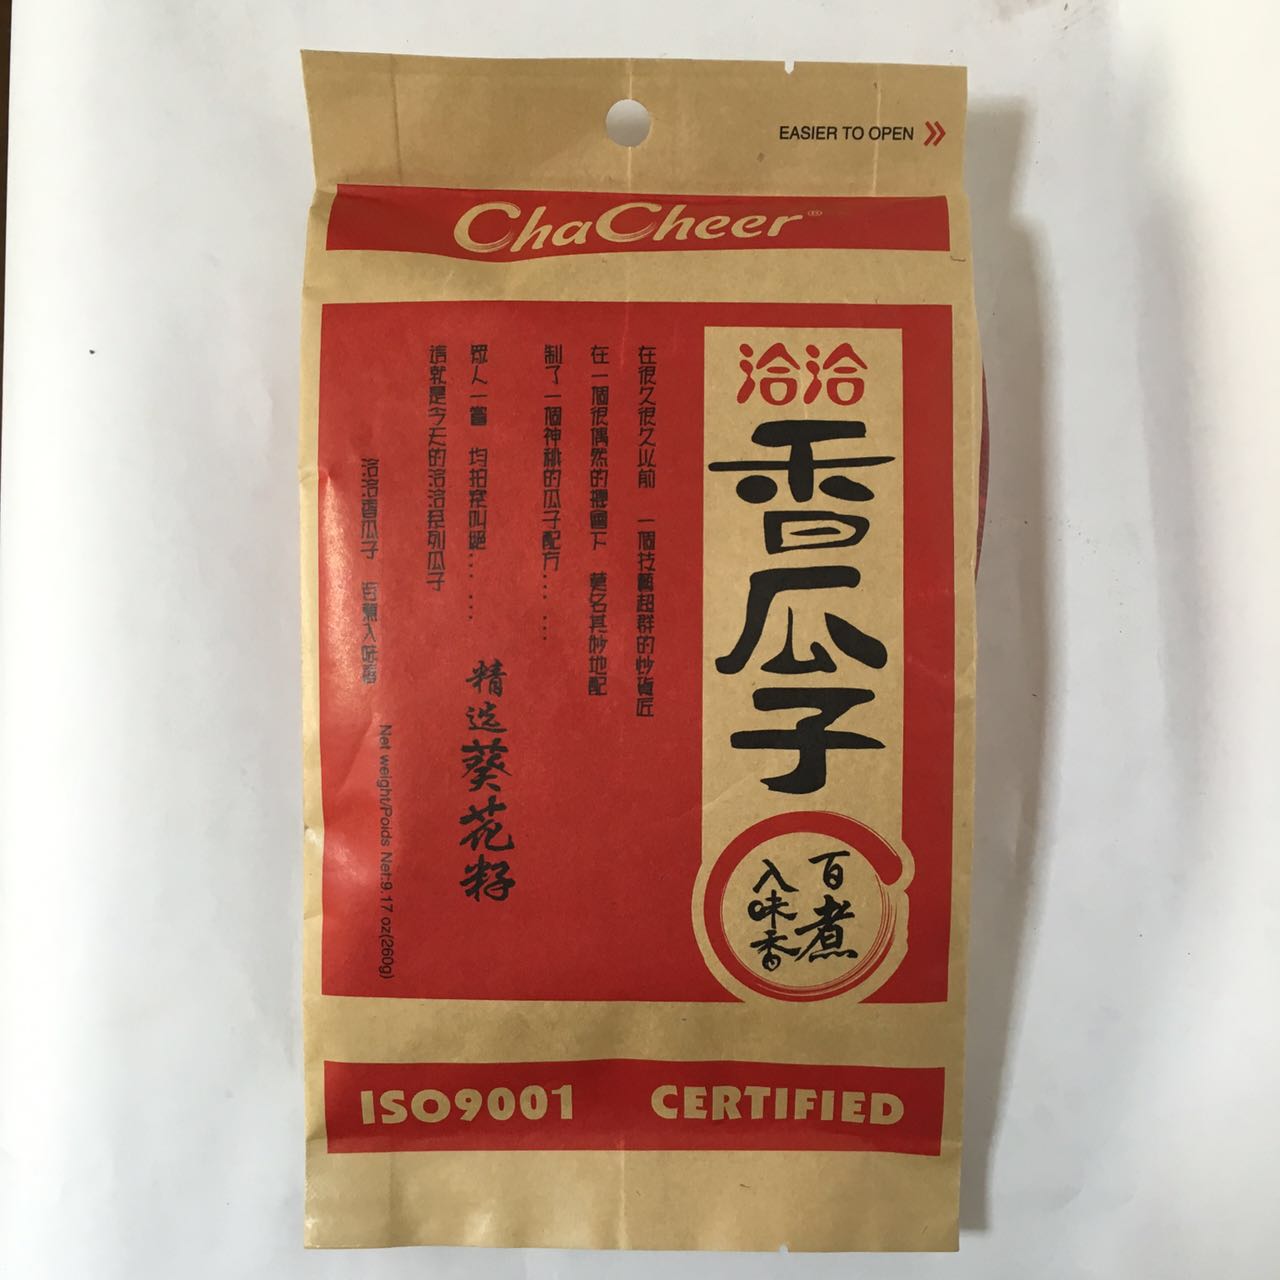 EASIER TO OPEN
ChaCheer®
洽洽
香瓜子
百煮
入味香
在很久很久以前 一個技藝超群的炒貨匠
在一個很偶然的機會下 莫名其妙地配
制了一個神秘的瓜子配方... ...
眾人一嘗 均拍案叫絕... ...
這就是今天的洽洽系列瓜子
洽洽香瓜子 百煮入味香
精选葵花籽
Net weight/Poids Net:9.17 oz(260g)
ISO9001 CERTIFIED